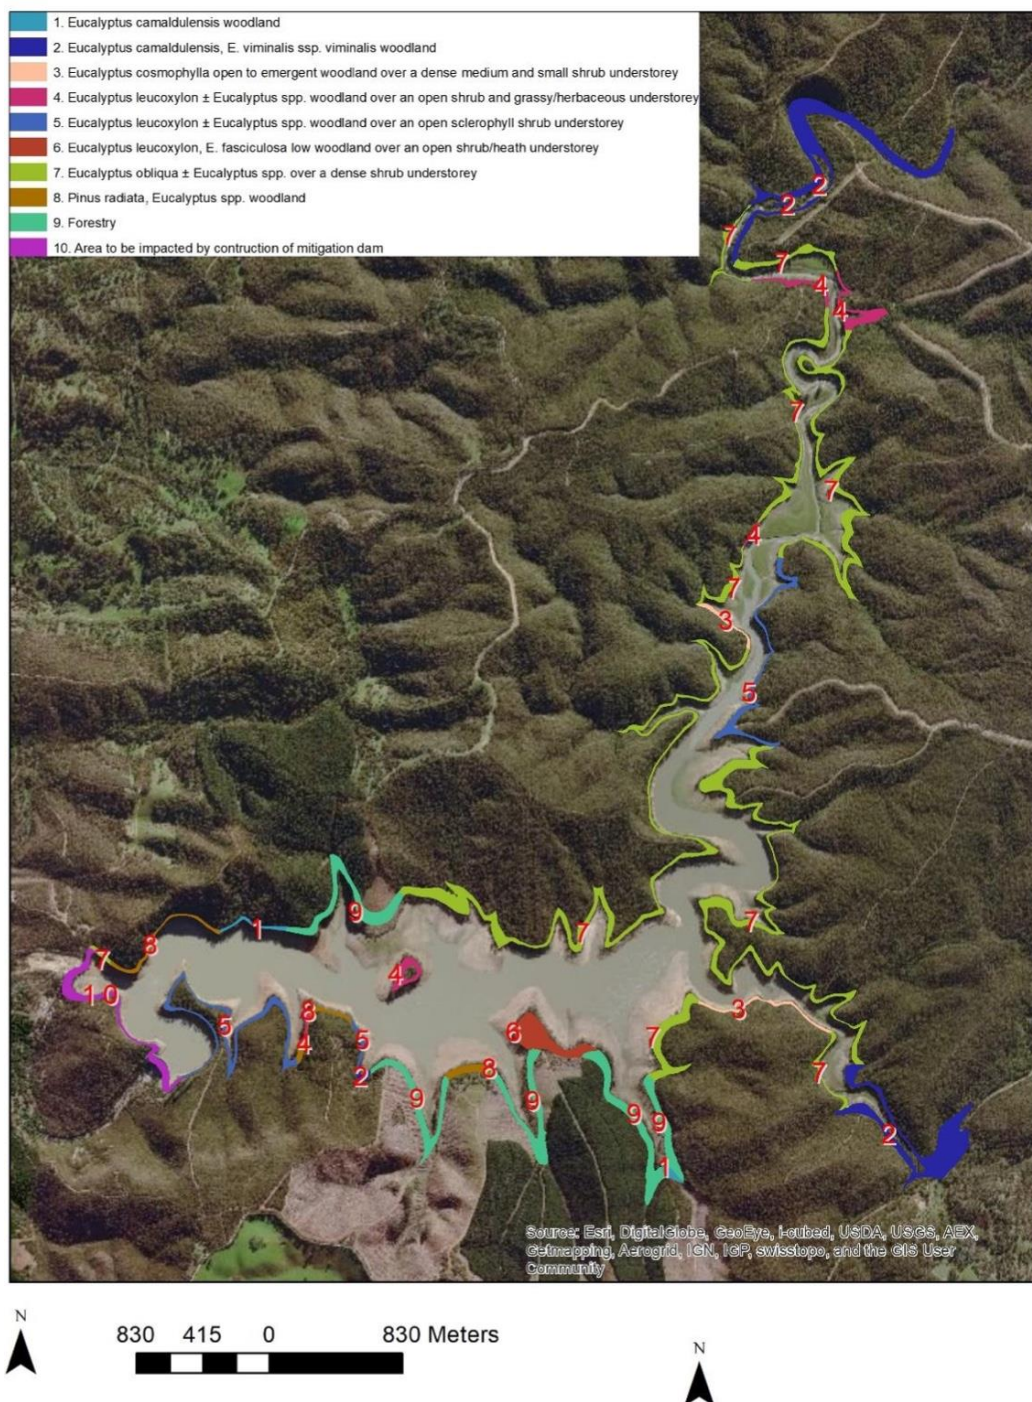 1. Eucalyptus camaldulensis woodland
2. Eucalyptus camaldulensis, E. viminalis ssp. viminalis woodland
3. Eucalyptus cosmophylla open to emergent woodland over a dense medium and small shrub understorey
4. Eucalyptus leucoxylon ± Eucalyptus spp. woodland over an open shrub and grassy/herbaceous understorey
5. Eucalyptus leucoxylon ± Eucalyptus spp. woodland over an open sclerophyll shrub understorey
6. Eucalyptus leucoxylon, E. fasciculosa low woodland over an open shrub/heath understorey
7. Eucalyptus obliqua ± Eucalyptus spp. over a dense shrub understorey
8. Pinus radiata, Eucalyptus spp. woodland
9. Forestry
10. Area to be impacted by contruction of mitigation dam
2
2
7
7
4
4
7
7
4
7
3
5
9
1
7
7
8
7
4
10
3
5
8
6
7
4
5
8
7
2
9
9
9
9
2
1
Source: Esri, DigitalGlobe, GeoEye, i-cubed, USDA, USGS, AEX,
Getmapping, Aerogrid, IGN, IGP, swisstopo, and the GIS User
Community
N
830 415 0 830 Meters
N